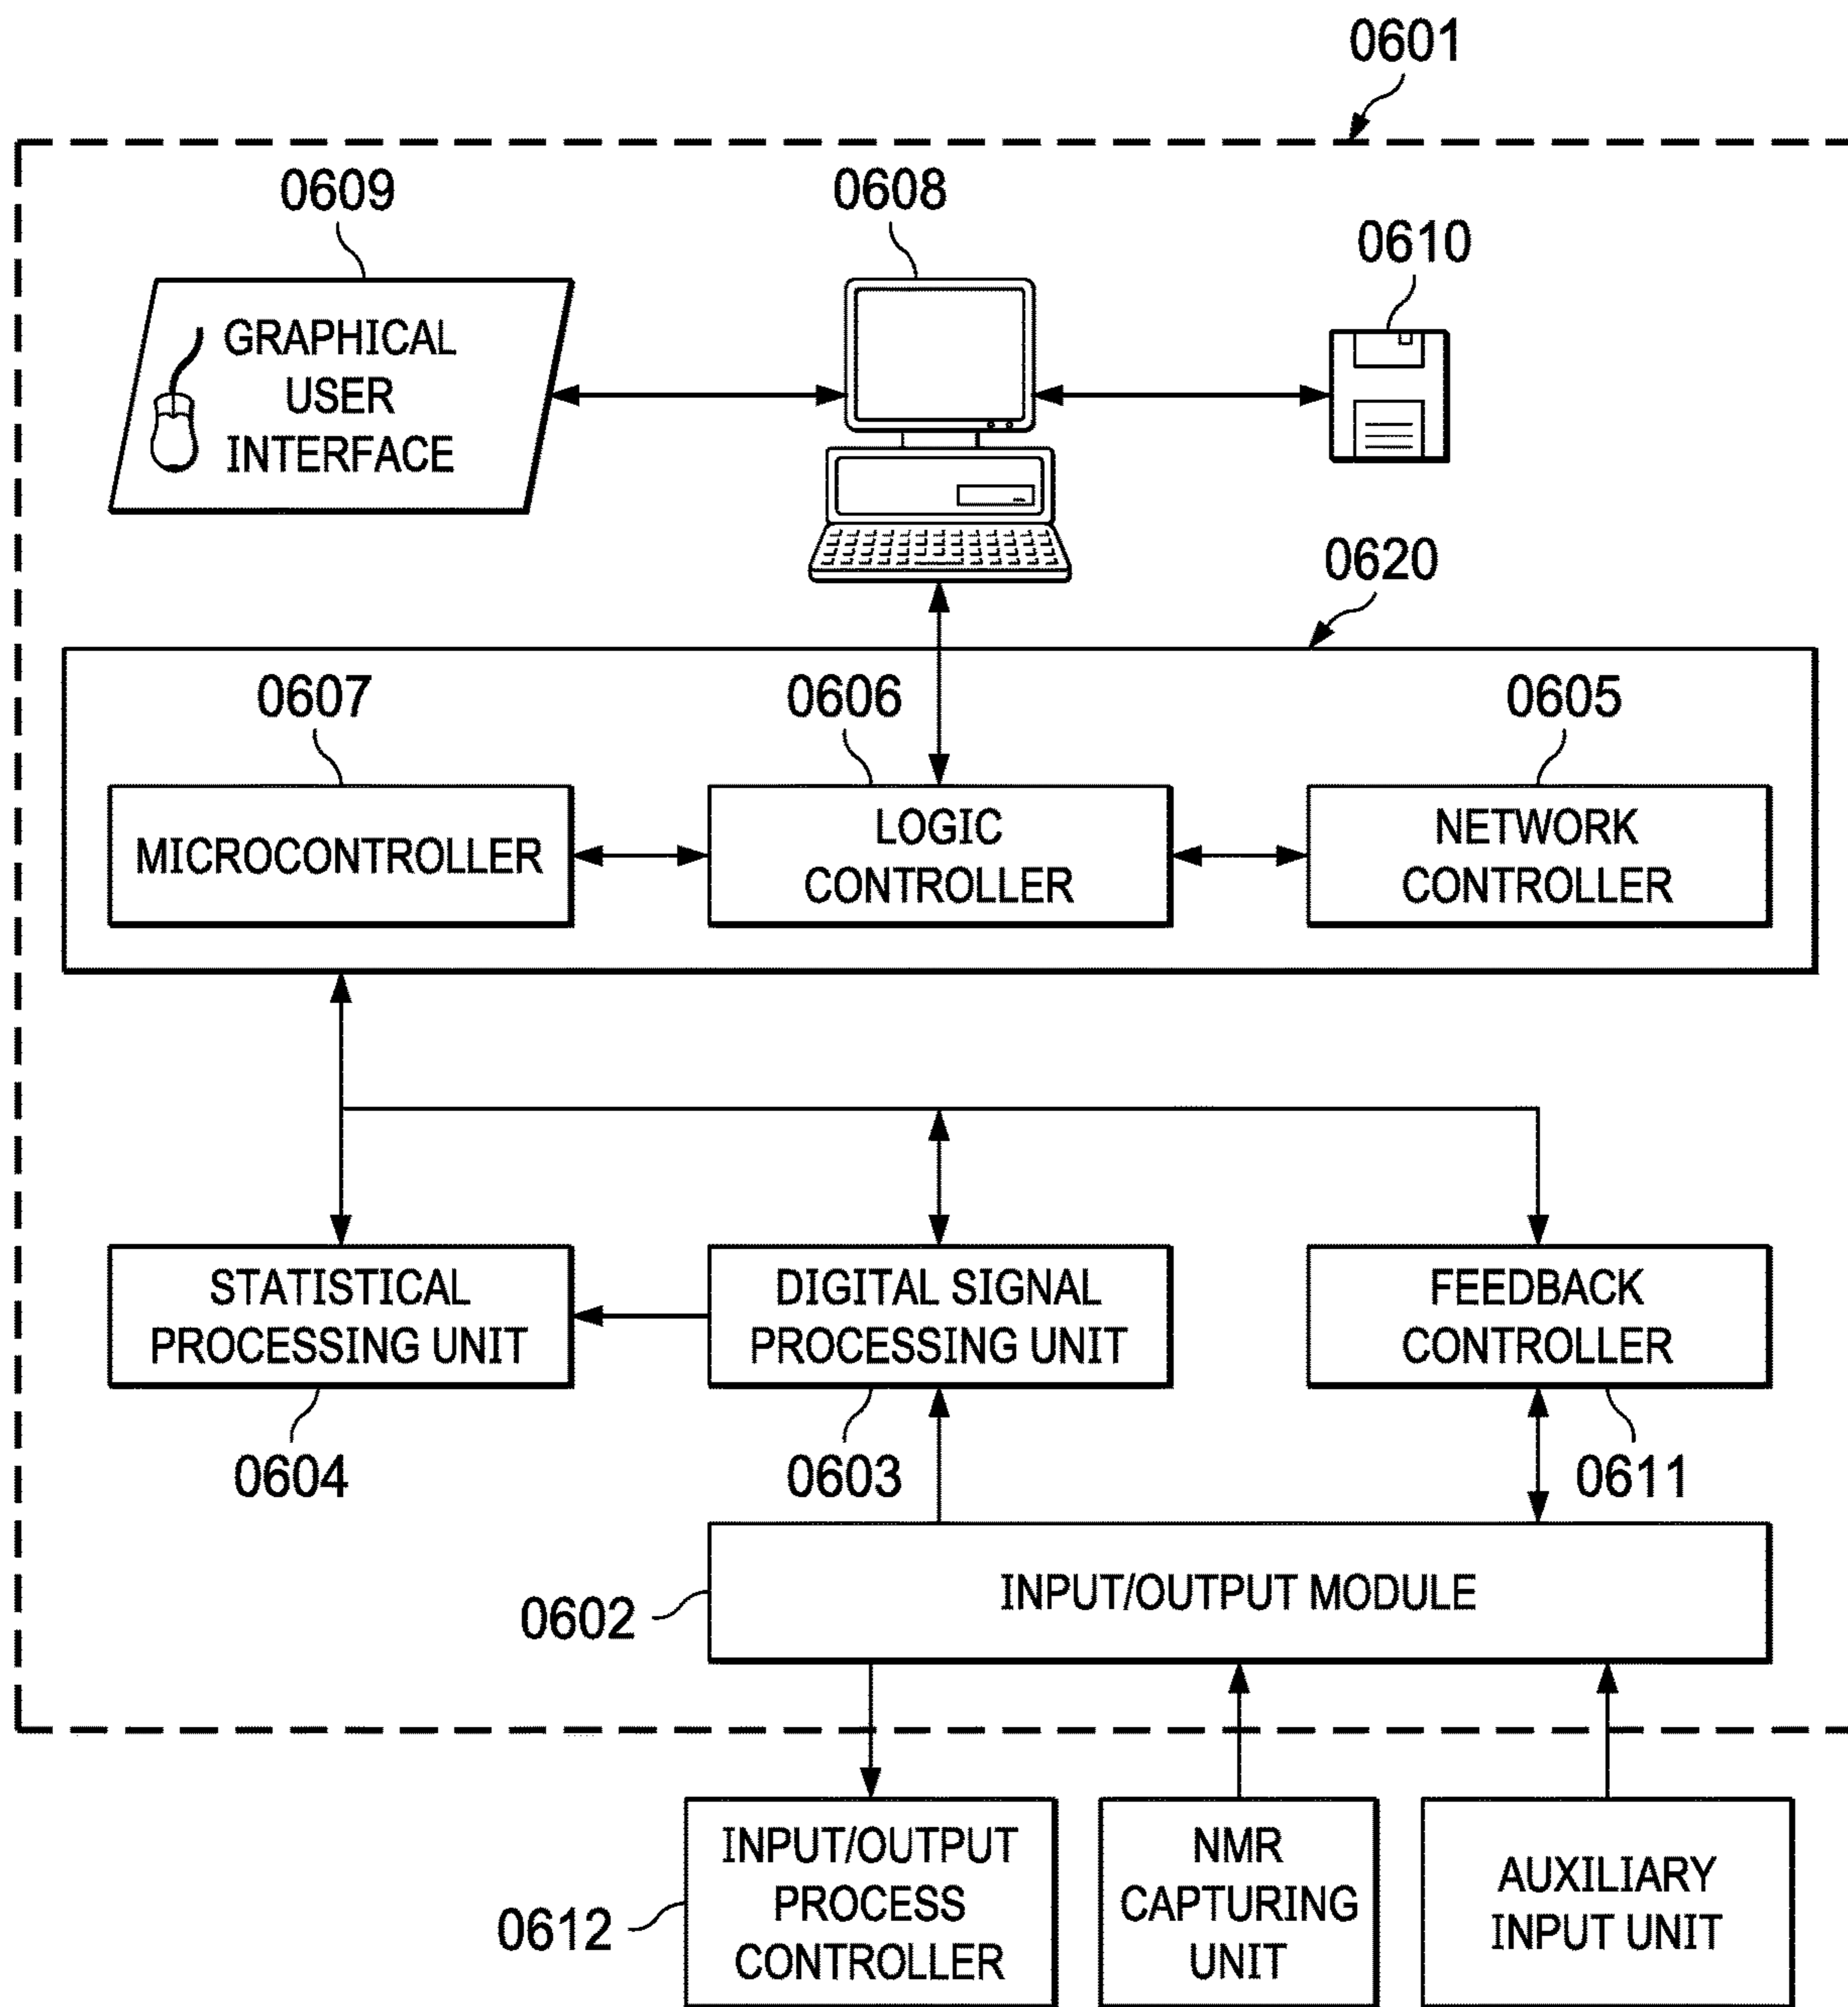 0601
0609
0608
0610
GRAPHICAL
USER
INTERFACE
0620
0607
0606
0605
MICROCONTROLLER
LOGIC
CONTROLLER
NETWORK
CONTROLLER
STATISTICAL
PROCESSING UNIT
DIGITAL SIGNAL
PROCESSING UNIT
FEEDBACK
CONTROLLER
0604
0603
0611
INPUT/OUTPUT MODULE
0602
INPUT/OUTPUT
PROCESS
CONTROLLER
0612
NMR
CAPTURING
UNIT
AUXILIARY
INPUT UNIT